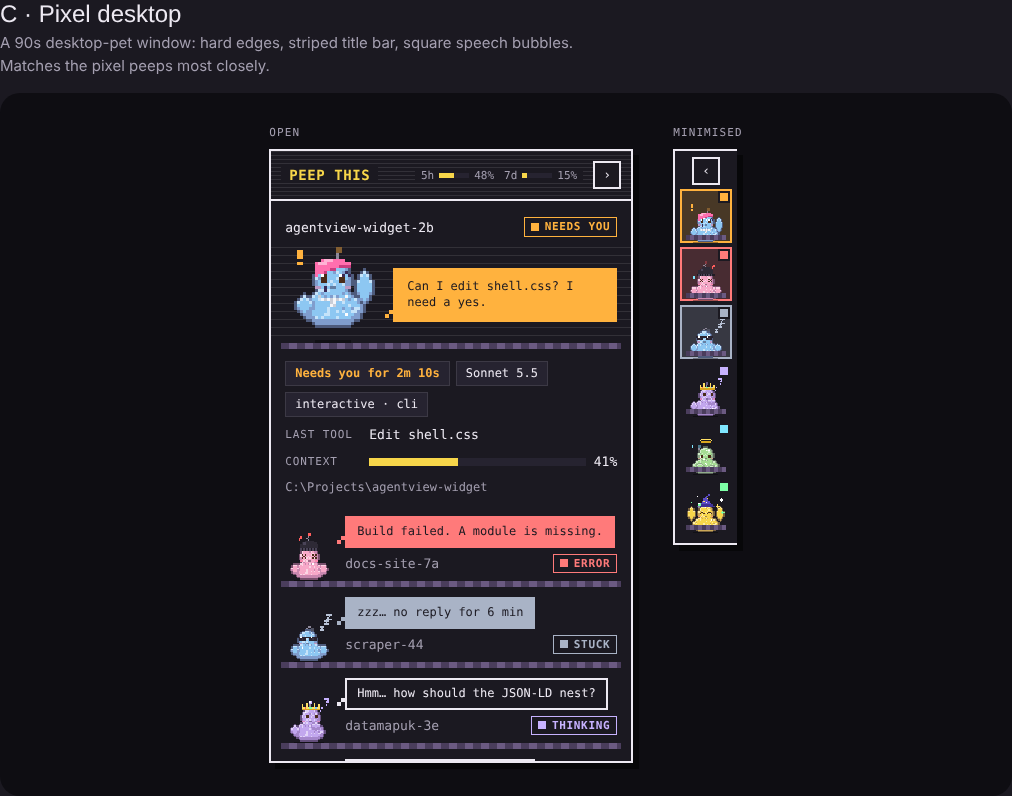 C · Pixel desktop
A 90s desktop-pet window: hard edges, striped title bar, square speech bubbles.
Matches the pixel peeps most closely.
OPEN
MINIMISED
PEEP THIS
5h 48% 7d 15%
agentview-widget-2b
NEEDS YOU
Can I edit shell.css? I
need a yes.
Needs you for 2m 10s
Sonnet 5.5
interactive · cli
LAST TOOL Edit shell.css
CONTEXT 41%
C:\Projects\agentview-widget
Build failed. A module is missing.
docs-site-7a
ERROR
zzz… no reply for 6 min
scraper-44
STUCK
Hmm… how should the JSON-LD nest?
datamapuk-3e
THINKING